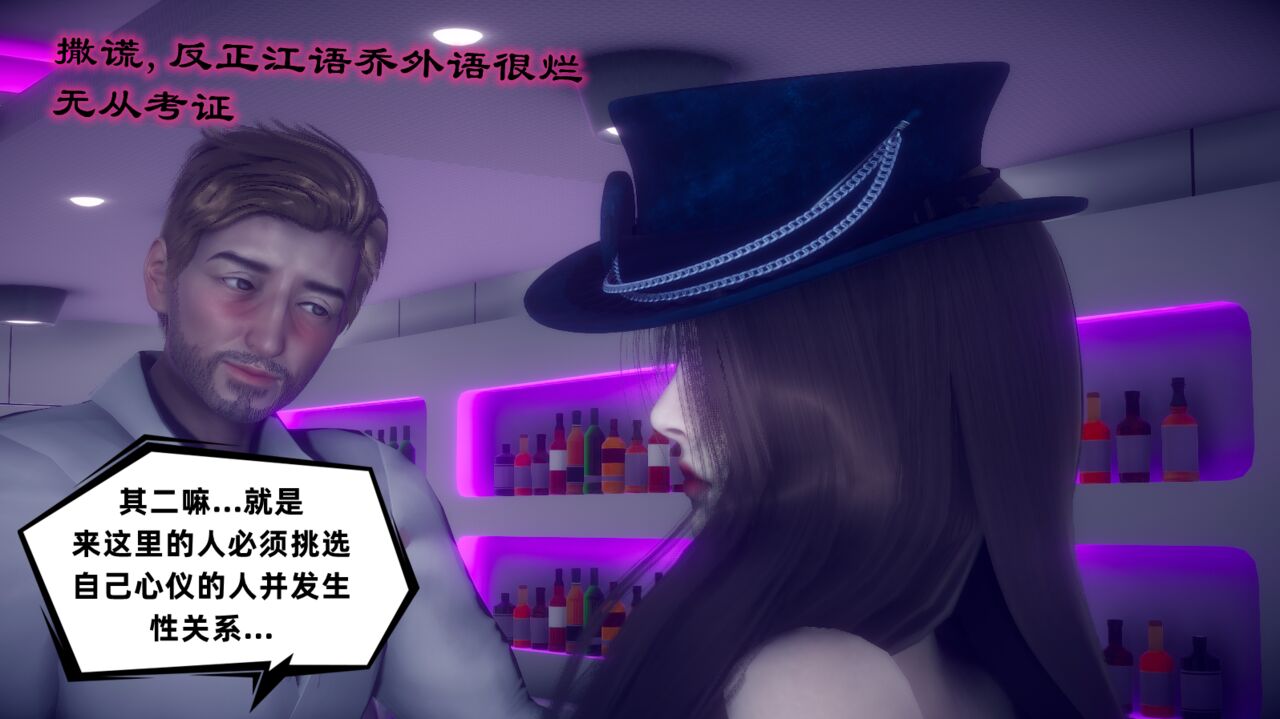 撒谎,反正江语乔外语很烂
无从考证
其二嘛...就是
来这里的人必须挑选
自己心仪的人并发生
性关系...